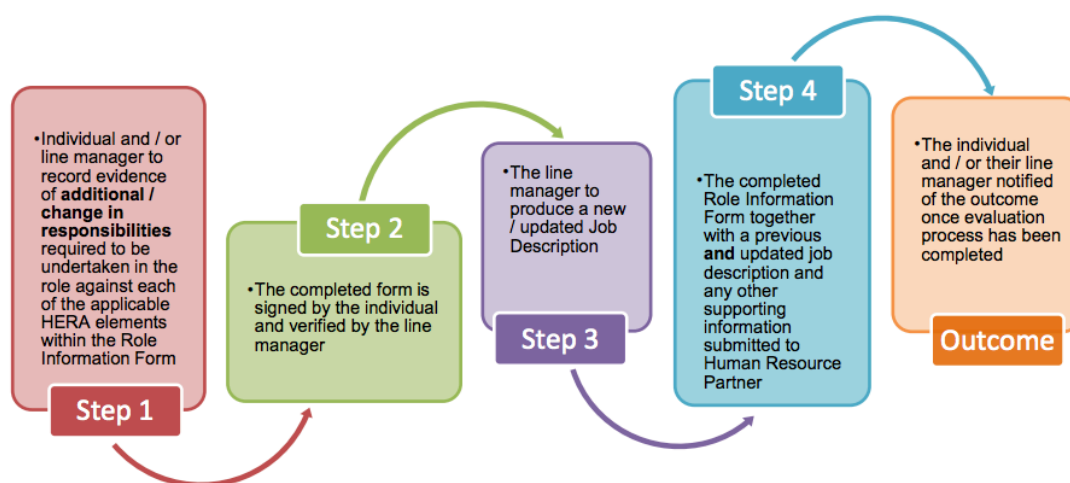 •Individual and / or
line manager to
record evidence
of additional /
change in
responsibilities
required to be
undertaken in the
role against each
of the applicable
HERA elements
within the Role
Information Form
Step 1
Step 2
•The completed form is
signed by the individual
and verified by the line
manager
•The line
manager to
produce a new
/ updated Job
Description
Step 3
Step 4
•The completed
Role Information
Form together
with a previous
and updated job
description and
any other
supporting
information
submitted to
Human Resource
Partner
•The individual
and / or their line
manager notified
of the outcome
once evaluation
process has been
completed
Outcome